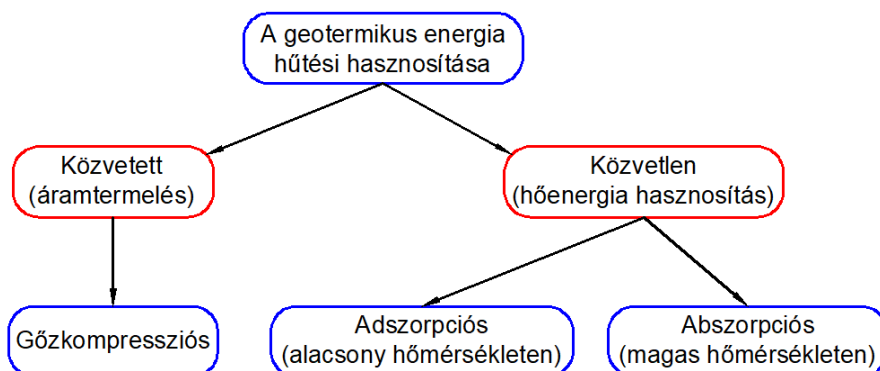 A geotermikus energia
hűtési hasznosítása
Közvetett
(áramtermelés)
Közvetlen
(hőenergia hasznosítás)
Gőzkompressziós
Adszorpciós
(alacsony hőmérsékleten)
Abszorpciós
(magas hőmérsékleten)